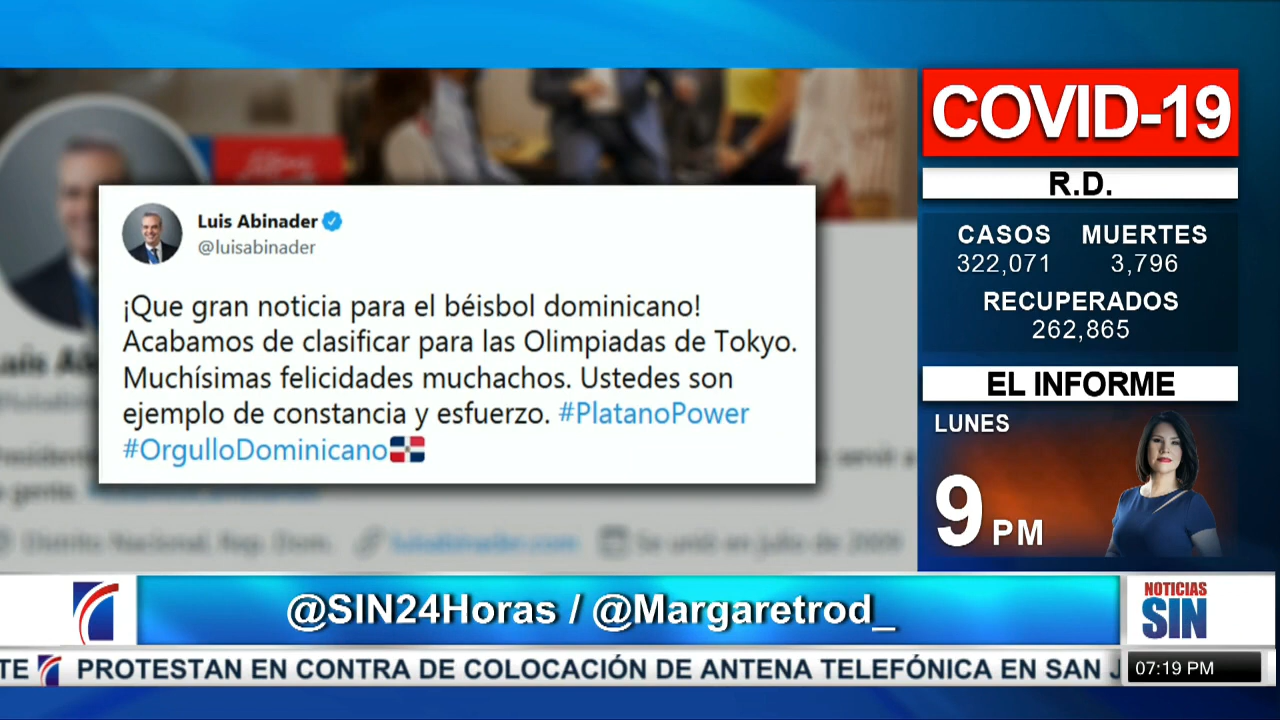 Luis Abinader
@luisabinader
¡Que gran noticia para el béisbol dominicano!
Acabamos de clasificar para las Olimpiadas de Tokyo.
Muchísimas felicidades muchachos. Ustedes son
ejemplo de constancia y esfuerzo. #PlatanoPower
#OrgulloDominicano
COVID-19
R.D.
CASOS MUERTES
322,071 3,796
RECUPERADOS
262,865
EL INFORME
LUNES
9 PM
@SIN24Horas / @Margaretrod_
NOTICIAS
SIN
TE PROTESTAN EN CONTRA DE COLOCACIÓN DE ANTENA TELEFÓNICA EN SAN J
07:19 PM